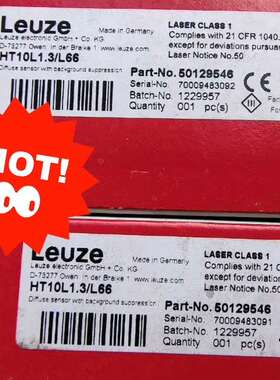 Leuze
Made in Germany
Leuze electronic GmbH + Co. KG
D-73277 Owen, In der Braike 1, www.leuze.com
HT10L1.3/L66
Diffuse sensor with background suppression
LASER CLASS 1
Complies with 21 CFR 1040.
except for deviations pursuan
Laser Notice No.50
Part-No. 50129546
Serial-No. 70009483092
Batch-No. 1229957
Quantity 001 pc(s)
HOT!
Leuze
Made in Germany
Leuze electronic GmbH + Co. KG
D-73277 Owen, In der Braike 1, www.leuze.com
HT10L1.3/L66
Diffuse sensor with background suppression
LASER CLASS 1
Complies with 21 C
except for deviations
Laser Notice No.50
Part-No. 50129546
Serial-No. 70009483091
Batch-No. 1229957
Quantity 001 pc(s)